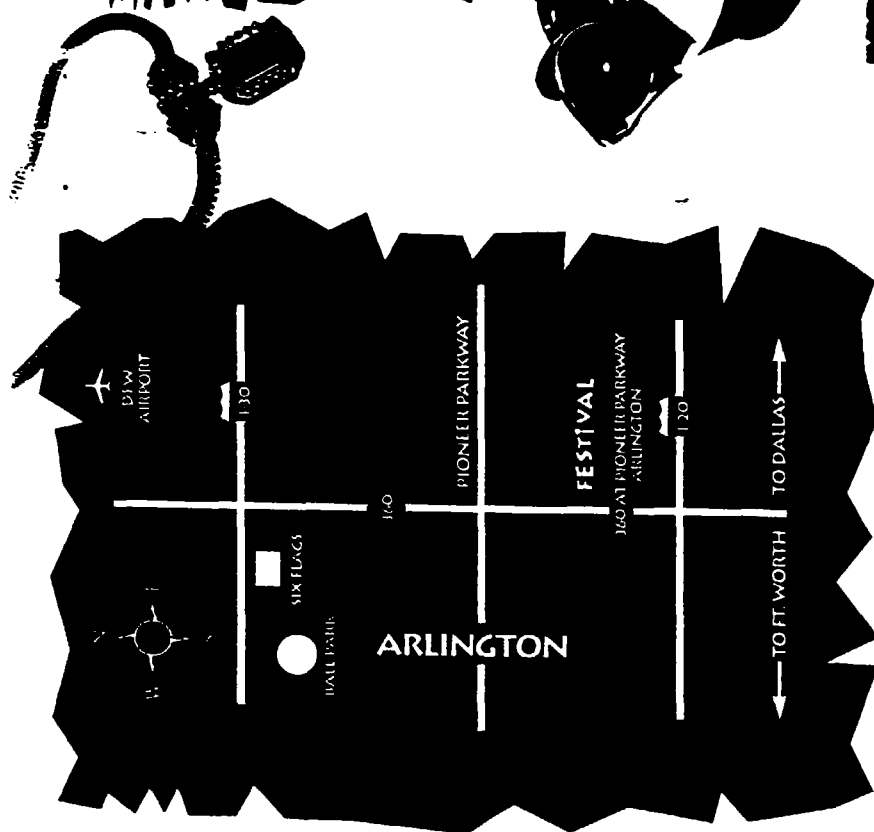 DFW
AIRPORT
I 30
SIX FLAGS
BALL PARK
360
ARLINGTON
PIONEER PARKWAY
FESTIVAL
360 AT PIONEER PARKWAY
ARLINGTON
I 20
TO FT. WORTH
TO DALLAS
W